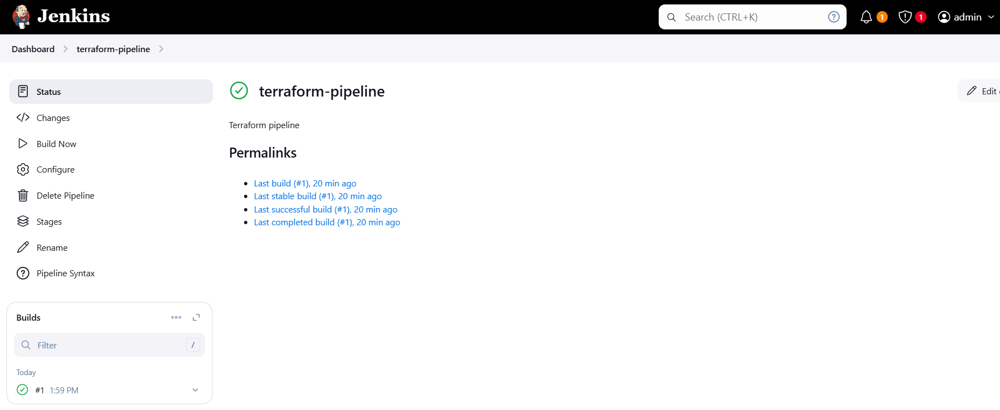 Jenkins
Search (CTRL+K)
?
1
1
admin
Dashboard
terraform-pipeline
Status
Changes
Build Now
Configure
Delete Pipeline
Stages
Rename
Pipeline Syntax
Builds
Filter
/
Today
#1 1:59 PM
terraform-pipeline
Edit
Terraform pipeline
Permalinks
Last build (#1), 20 min ago
Last stable build (#1), 20 min ago
Last successful build (#1), 20 min ago
Last completed build (#1), 20 min ago